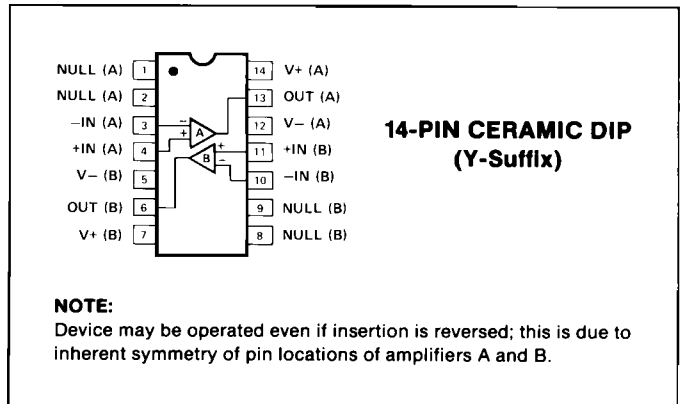 NULL (A) 1 14 V+ (A)
NULL (A) 2 13 OUT (A)
−IN (A) 3 − A 12 V− (A)
+IN (A) 4 + B + 11 +IN (B)
V− (B) 5 − 10 −IN (B)
OUT (B) 6 9 NULL (B)
V+ (B) 7 8 NULL (B)
14-PIN CERAMIC DIP
(Y-Suffix)
NOTE:
Device may be operated even if insertion is reversed; this is due to
inherent symmetry of pin locations of amplifiers A and B.